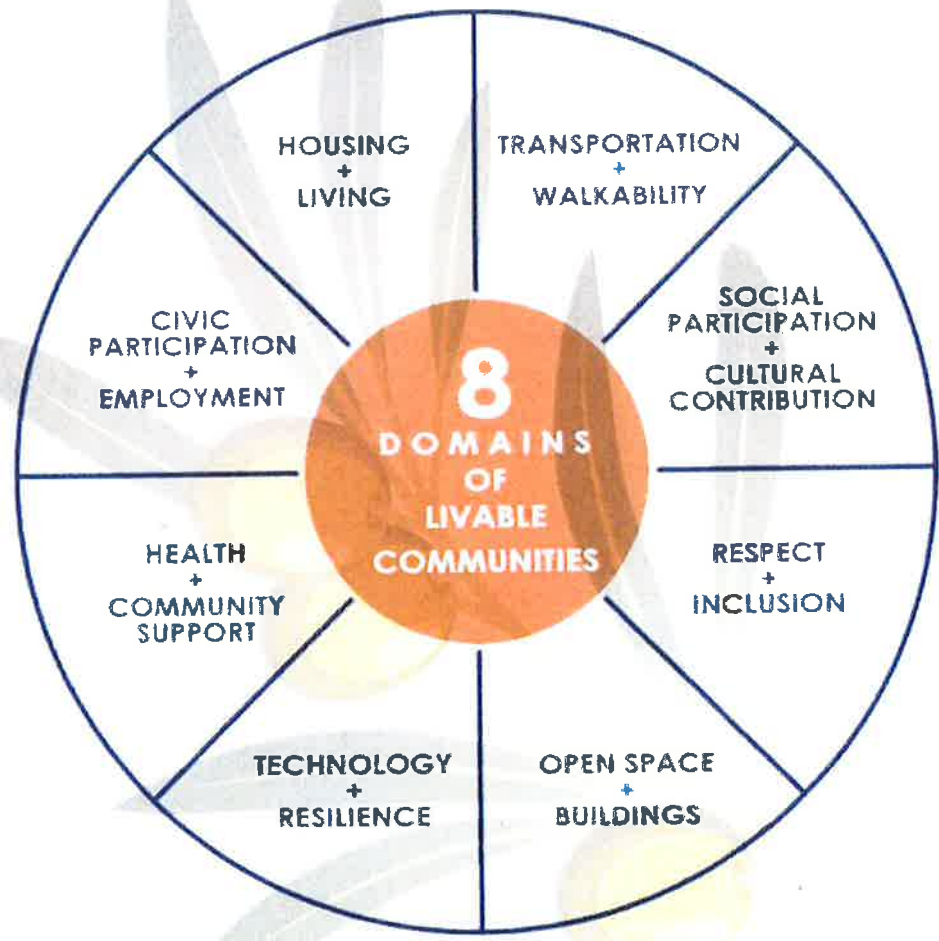 8
DOMAINS
OF
LIVABLE
COMMUNITIES
HOUSING
+
LIVING
TRANSPORTATION
+
WALKABILITY
SOCIAL
PARTICIPATION
+
CULTURAL
CONTRIBUTION
RESPECT
+
INCLUSION
OPEN SPACE
+
BUILDINGS
TECHNOLOGY
+
RESILIENCE
HEALTH
+
COMMUNITY
SUPPORT
CIVIC
PARTICIPATION
+
EMPLOYMENT